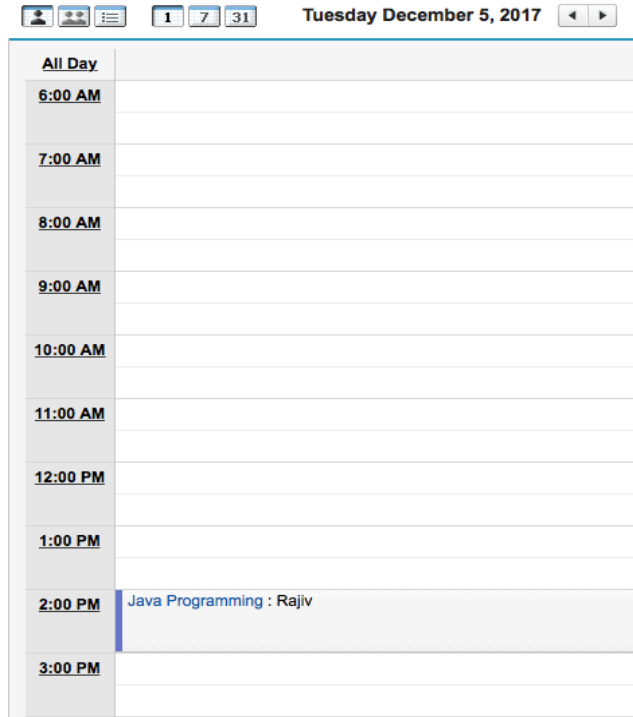 1 7 31 Tuesday December 5, 2017
All Day
6:00 AM
7:00 AM
8:00 AM
9:00 AM
10:00 AM
11:00 AM
12:00 PM
1:00 PM
2:00 PM Java Programming : Rajiv
3:00 PM